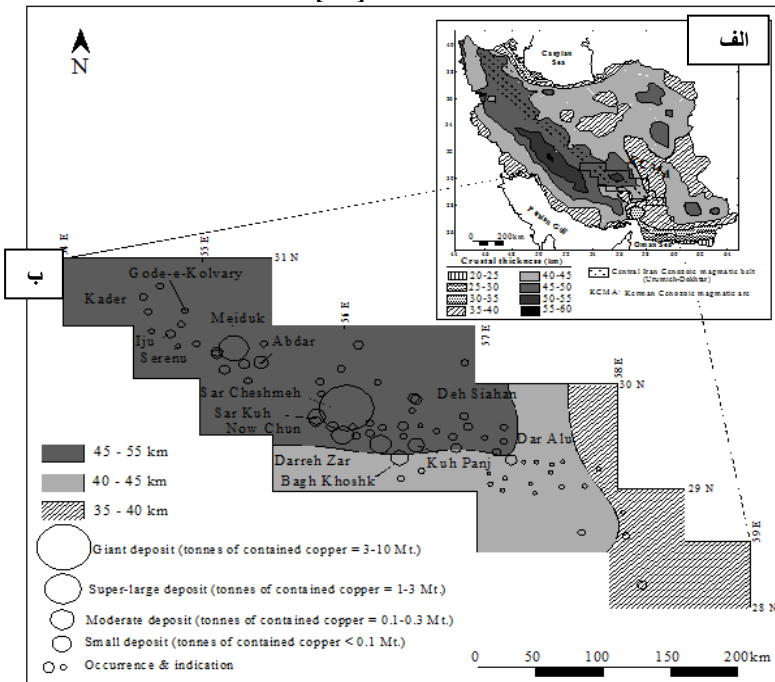 الف
N
Caspian
Sea
KCMA
Persian Gulf
Oman Sea
0 200km
Crustal thickness (km)
20-25
25-30
30-35
35-40
40-45
45-50
50-55
55-60
Central Iran Cenozoic magmatic belt
(Urumieh-Dokhtar)
KCMA: Kerman Cenozoic magmatic arc
ب
54 E
55 E
31 N
56 E
57 E
58 E
30 N
29 N
59 E
28 N
Gode-e-Kolvary
Kader
Meiduk
Iju
Serenu
Abdar
Sar Cheshmeh
Deh Siahan
Sar Kuh
Now Chun
Dar Alu
Darreh Zar
Kuh Panj
Bagh Khoshk
45 - 55 km
40 - 45 km
35 - 40 km
Giant deposit (tonnes of contained copper = 3-10 Mt.)
Super-large deposit (tonnes of contained copper = 1-3 Mt.)
Moderate deposit (tonnes of contained copper = 0.1-0.3 Mt.)
Small deposit (tonnes of contained copper < 0.1 Mt.)
Occurrence & indication
0 50 100 150 200km